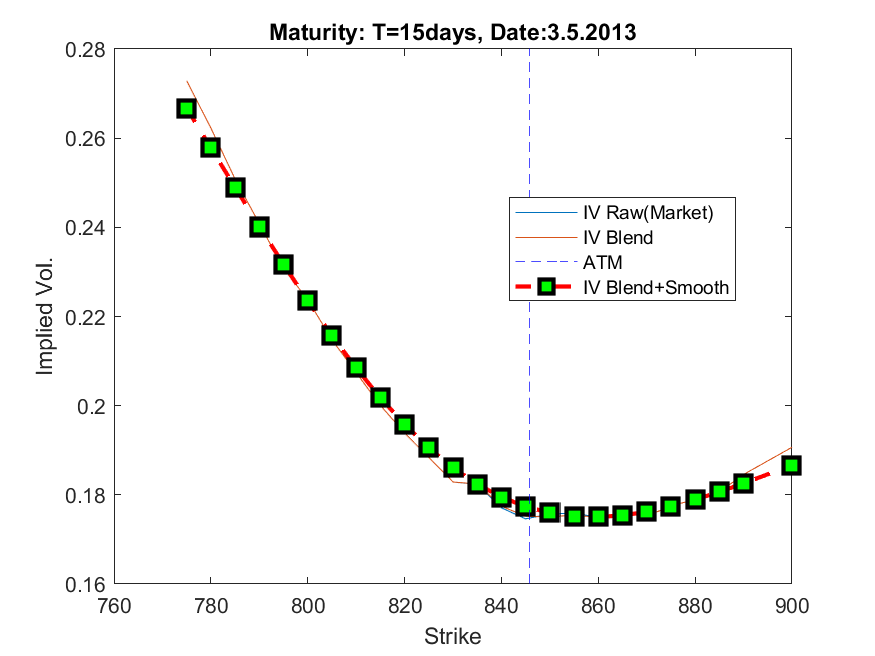 Maturity: T=15days, Date:3.5.2013
0.28
0.26
0.24
0.22
0.2
0.18
0.16
Implied Vol.
IV Raw(Market)
IV Blend
ATM
IV Blend+Smooth
760 780 800 820 840 860 880 900
Strike